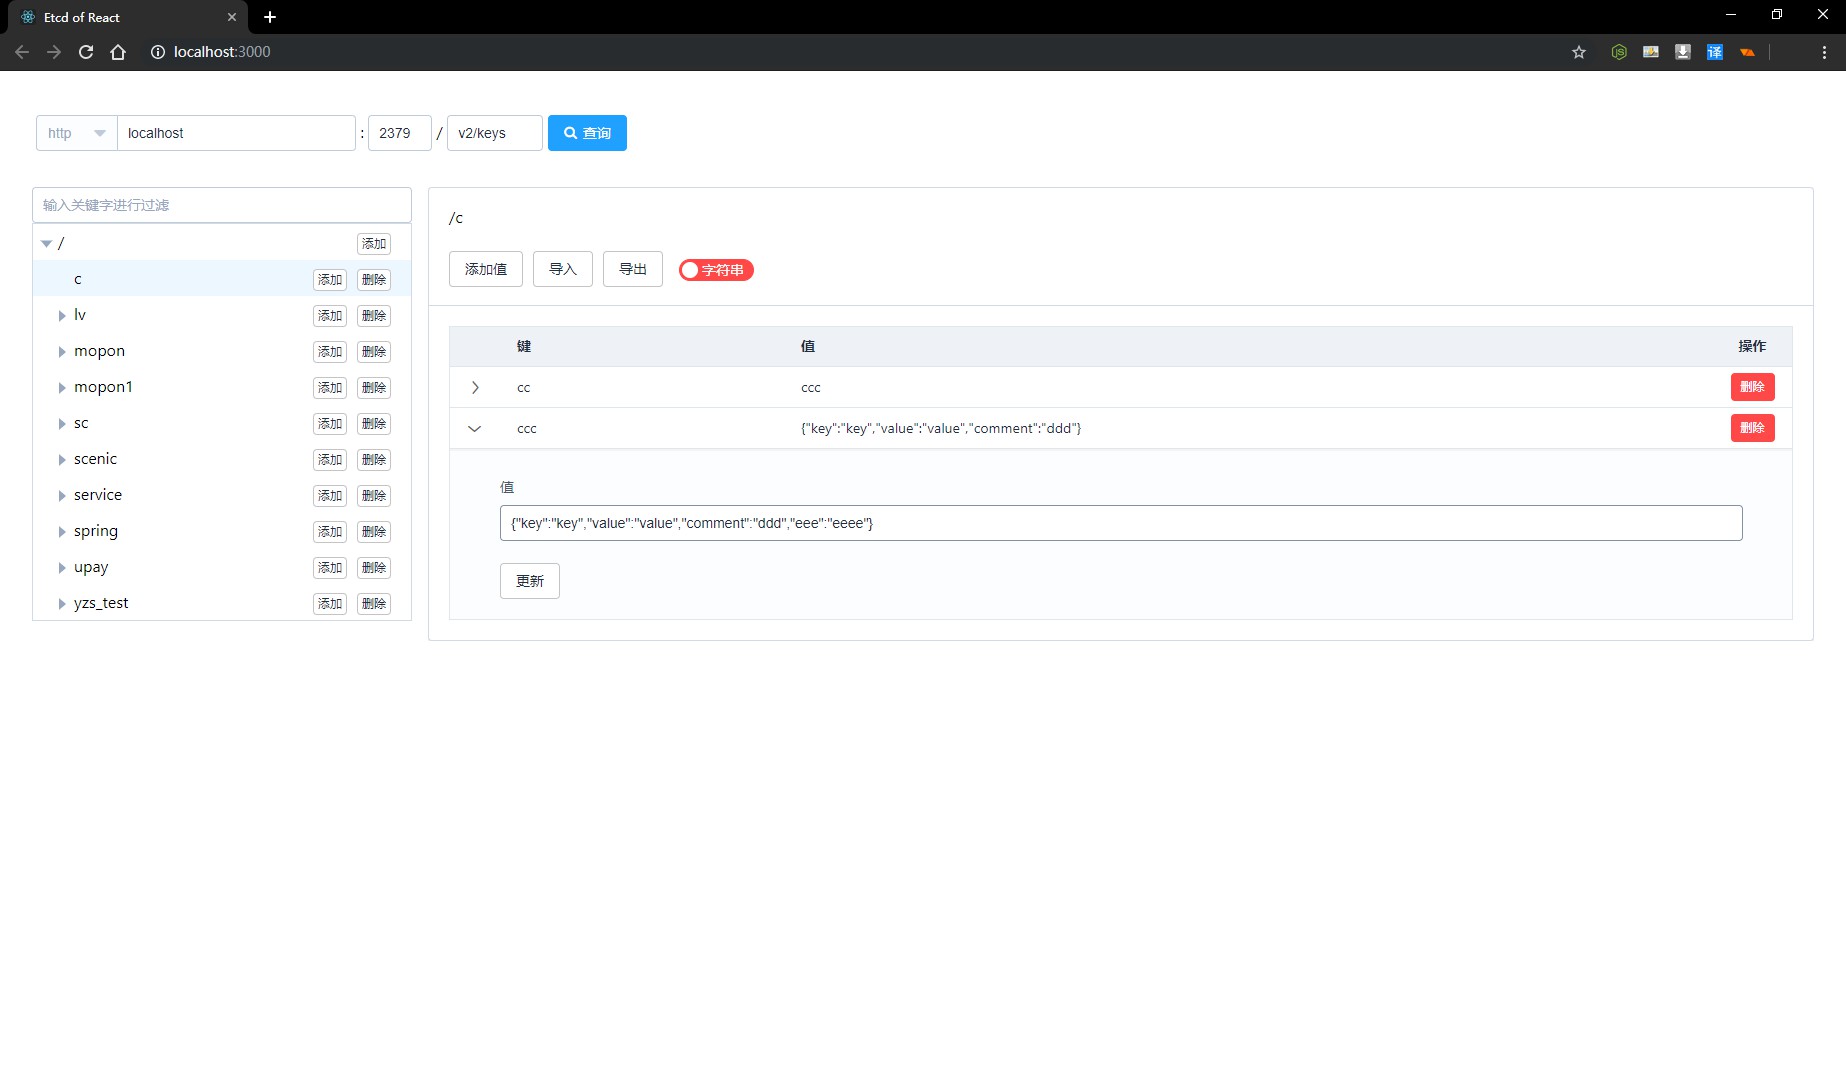 Etcd of React
localhost:3000
译
http localhost : 2379 / v2/keys 查询
输入关键字进行过滤
/ 添加
c 添加 删除
lv 添加 删除
mopon 添加 删除
mopon1 添加 删除
sc 添加 删除
scenic 添加 删除
service 添加 删除
spring 添加 删除
upay 添加 删除
yzs_test 添加 删除
/c
添加值 导入 导出 字符串
键 值 操作
cc ccc 删除
ccc {"key":"key","value":"value","comment":"ddd"} 删除
值
{"key":"key","value":"value","comment":"ddd","eee":"eeee"}
更新